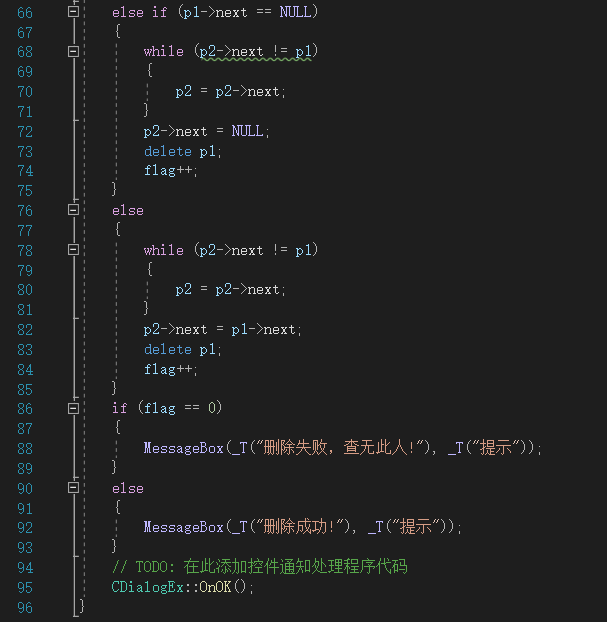 66 else if (p1->next == NULL)
67 {
68 while (p2->next != p1)
69 {
70 p2 = p2->next;
71 }
72 p2->next = NULL;
73 delete p1;
74 flag++;
75 }
76 else
77 {
78 while (p2->next != p1)
79 {
80 p2 = p2->next;
81 }
82 p2->next = p1->next;
83 delete p1;
84 flag++;
85 }
86 if (flag == 0)
87 {
88 MessageBox(_T("删除失败，查无此人!"), _T("提示"));
89 }
90 else
91 {
92 MessageBox(_T("删除成功!"), _T("提示"));
93 }
94 // TODO: 在此添加控件通知处理程序代码
95 CDialogEx::OnOK();
96 }